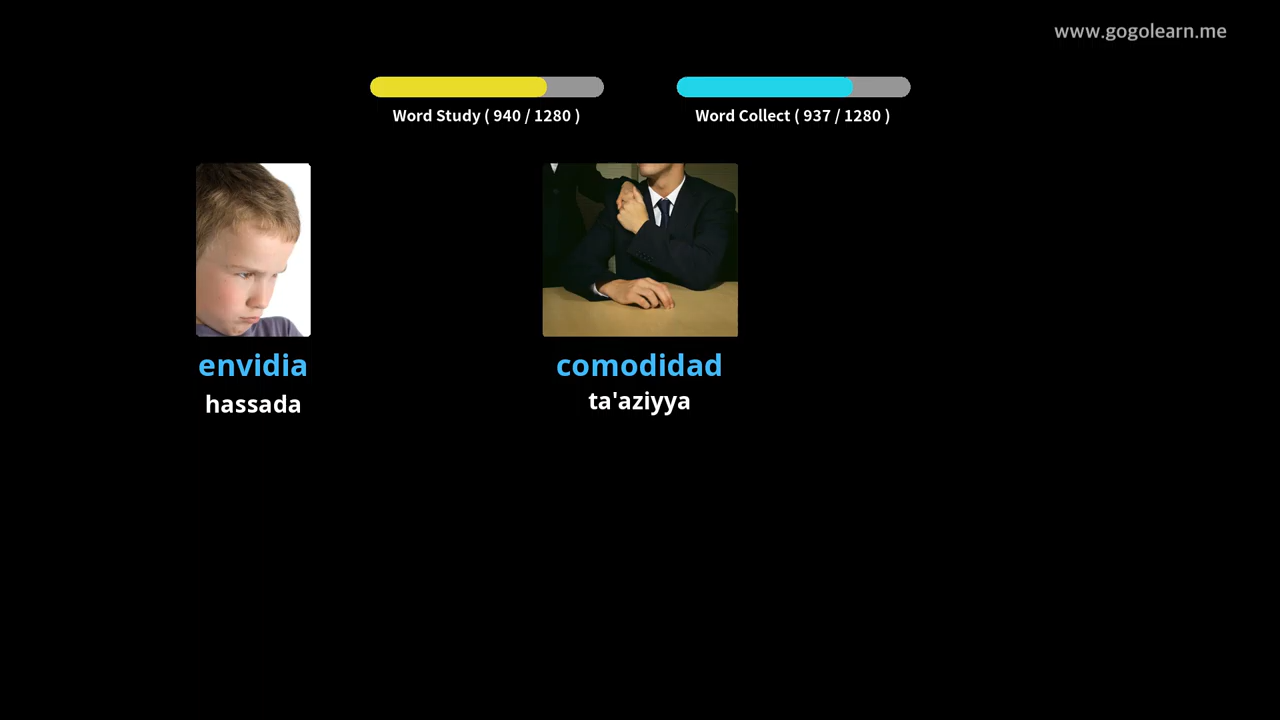 www.gogolearn.me
Word Study ( 940 / 1280 )
Word Collect ( 937 / 1280 )
envidia
hassada
comodidad
ta'aziyya